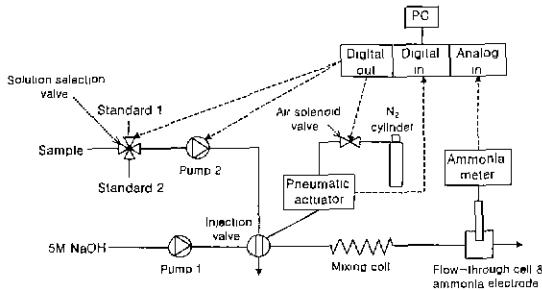 PC
Digital out
Digital in
Analog in
Solution selection valve
Standard 1
Air solenoid valve
N2 cylinder
Sample
Pump 2
Standard 2
Pneumatic actuator
Ammonia meter
Injection valve
5M NaOH
Pump 1
Mixing coil
Flow-through cell & ammonia electrode